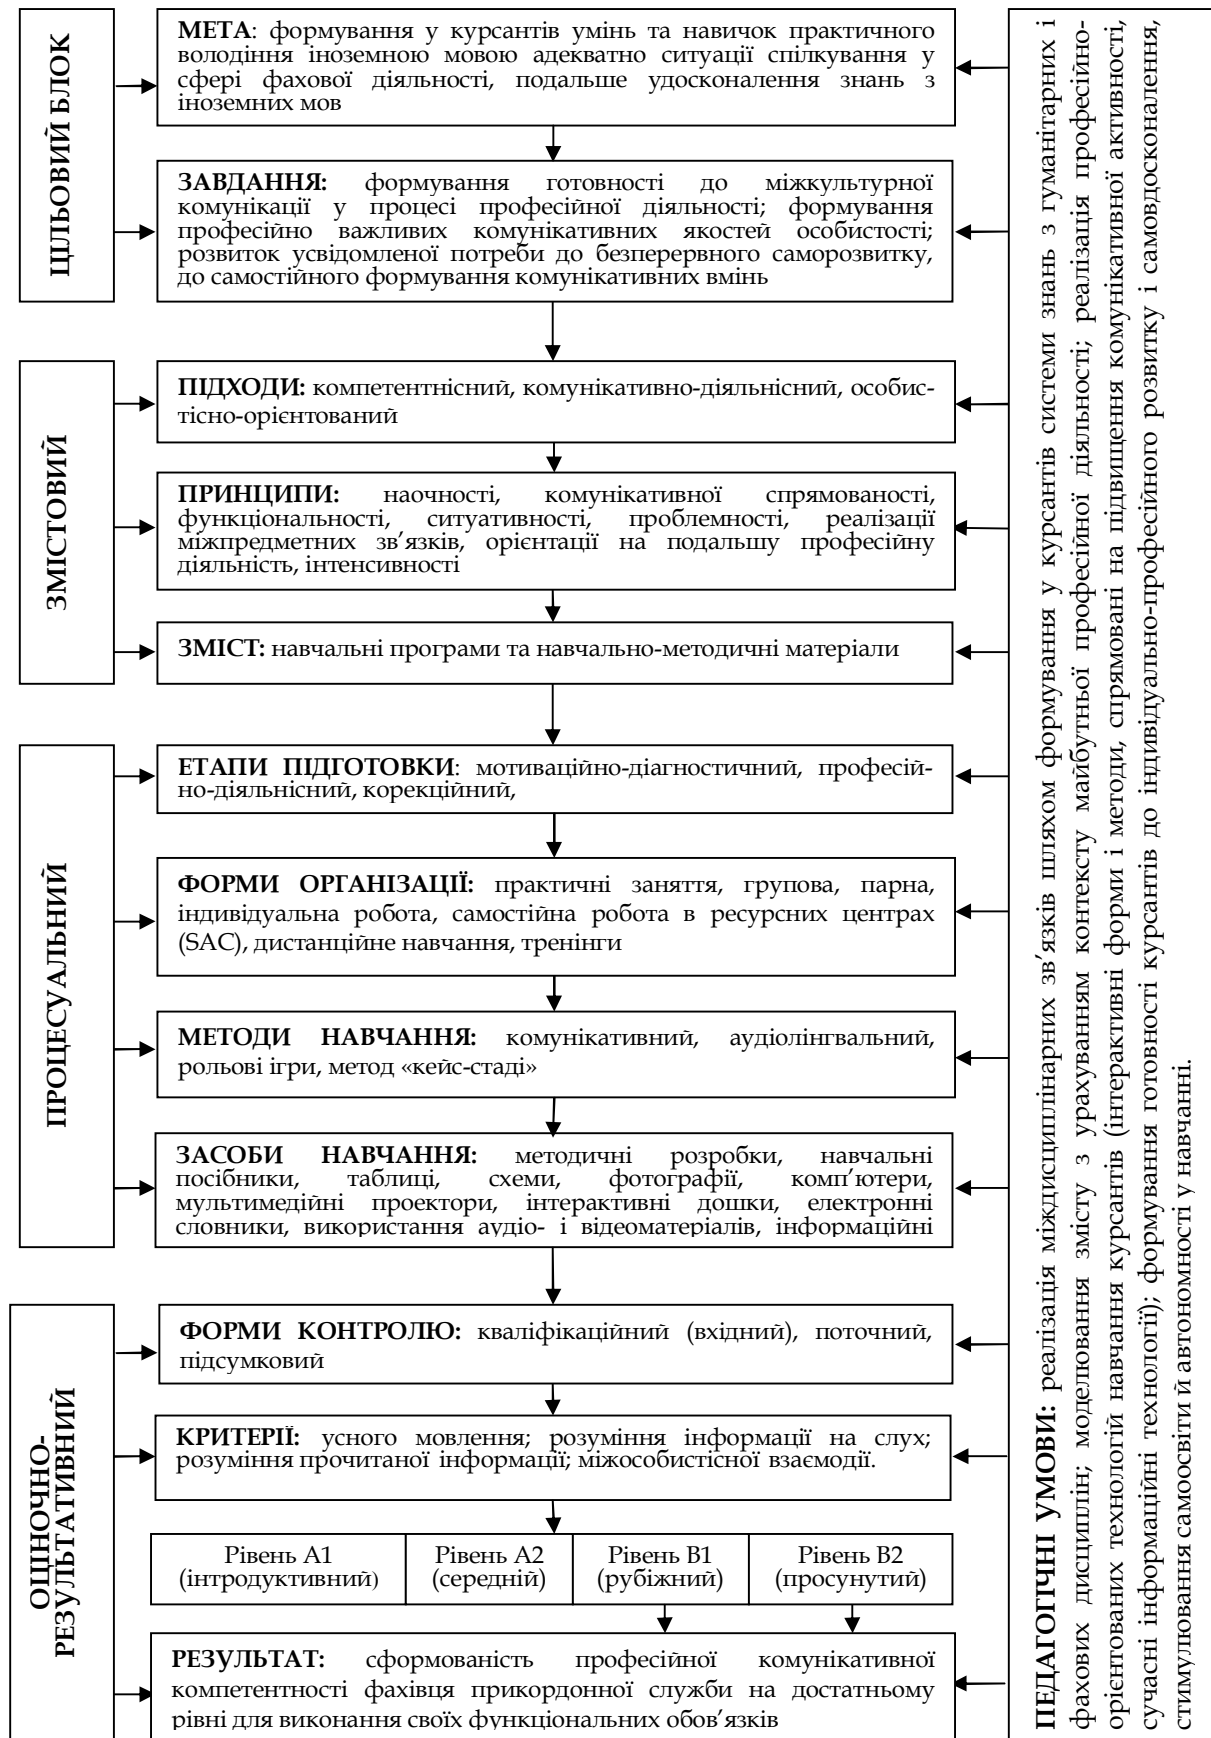 ЦІЛЬОВИЙ БЛОК
МЕТА: формування у курсантів умінь та навичок практичного
володіння іноземною мовою адекватно ситуації спілкування у
сфері фахової діяльності, подальше удосконалення знань з
іноземних мов
ЗАВДАННЯ: формування готовності до міжкультурної
комунікації у процесі професійної діяльності; формування
професійно важливих комунікативних якостей особистості;
розвиток усвідомленої потреби до безперервного саморозвитку,
до самостійного формування комунікативних вмінь
ЗМІСТОВИЙ
ПІДХОДИ: компетентнісний, комунікативно-діяльнісний, особис-
тісно-орієнтований
ПРИНЦИПИ: наочності, комунікативної спрямованості,
функціональності, ситуативності, проблемності, реалізації
міжпредметних зв’язків, орієнтації на подальшу професійну
діяльність, інтенсивності
ЗМІСТ: навчальні програми та навчально-методичні матеріали
ПРОЦЕСУАЛЬНИЙ
ЕТАПИ ПІДГОТОВКИ: мотиваційно-діагностичний, професій-
но-діяльнісний, корекційний,
ФОРМИ ОРГАНІЗАЦІЇ: практичні заняття, групова, парна,
індивідуальна робота, самостійна робота в ресурсних центрах
(SAC), дистанційне навчання, тренінги
МЕТОДИ НАВЧАННЯ: комунікативний, аудіолінгвальний,
рольові ігри, метод «кейс-стаді»
ЗАСОБИ НАВЧАННЯ: методичні розробки, навчальні
посібники, таблиці, схеми, фотографії, комп’ютери,
мультимедійні проектори, інтерактивні дошки, електронні
словники, використання аудіо- і відеоматеріалів, інформаційні
ОЦІНОЧНО-
РЕЗУЛЬТАТИВНИЙ
ФОРМИ КОНТРОЛЮ: кваліфікаційний (вхідний), поточний,
підсумковий
КРИТЕРІЇ: усного мовлення; розуміння інформації на слух;
розуміння прочитаної інформації; міжособистісної взаємодії.
Рівень А1
(інтродуктивний)
Рівень А2
(середній)
Рівень В1
(рубіжний)
Рівень В2
(просунутий)
РЕЗУЛЬТАТ: сформованість професійної комунікативної
компетентності фахівця прикордонної служби на достатньому
рівні для виконання своїх функціональних обов’язків
ПЕДАГОГІЧНІ УМОВИ: реалізація міждисциплінарних зв’язків шляхом формування у курсантів системи знань з гуманітарних і
фахових дисциплін; моделювання змісту з урахуванням контексту майбутньої професійної діяльності; реалізація професійно-
орієнтованих технологій навчання курсантів (інтерактивні форми і методи, спрямовані на підвищення комунікативної активності,
сучасні інформаційні технології); формування готовності курсантів до індивідуально-професійного розвитку і самовдосконалення,
стимулювання самоосвіти й автономності у навчанні.